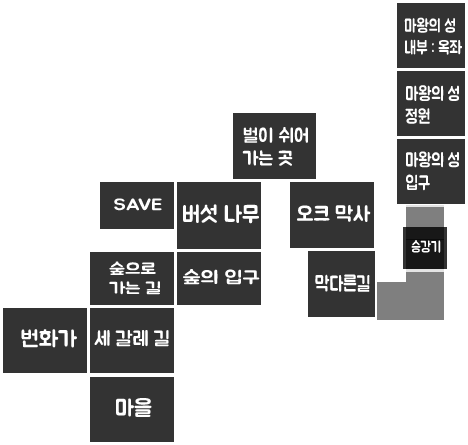 마왕의 성
내부 : 옥좌
마왕의 성
정원
벌이 쉬어
가는 곳
마왕의 성
입구
SAVE
버섯 나무
오크 막사
승강기
숲으로
가는 길
숲의 입구
막다른길
번화가
세 갈레 길
마을